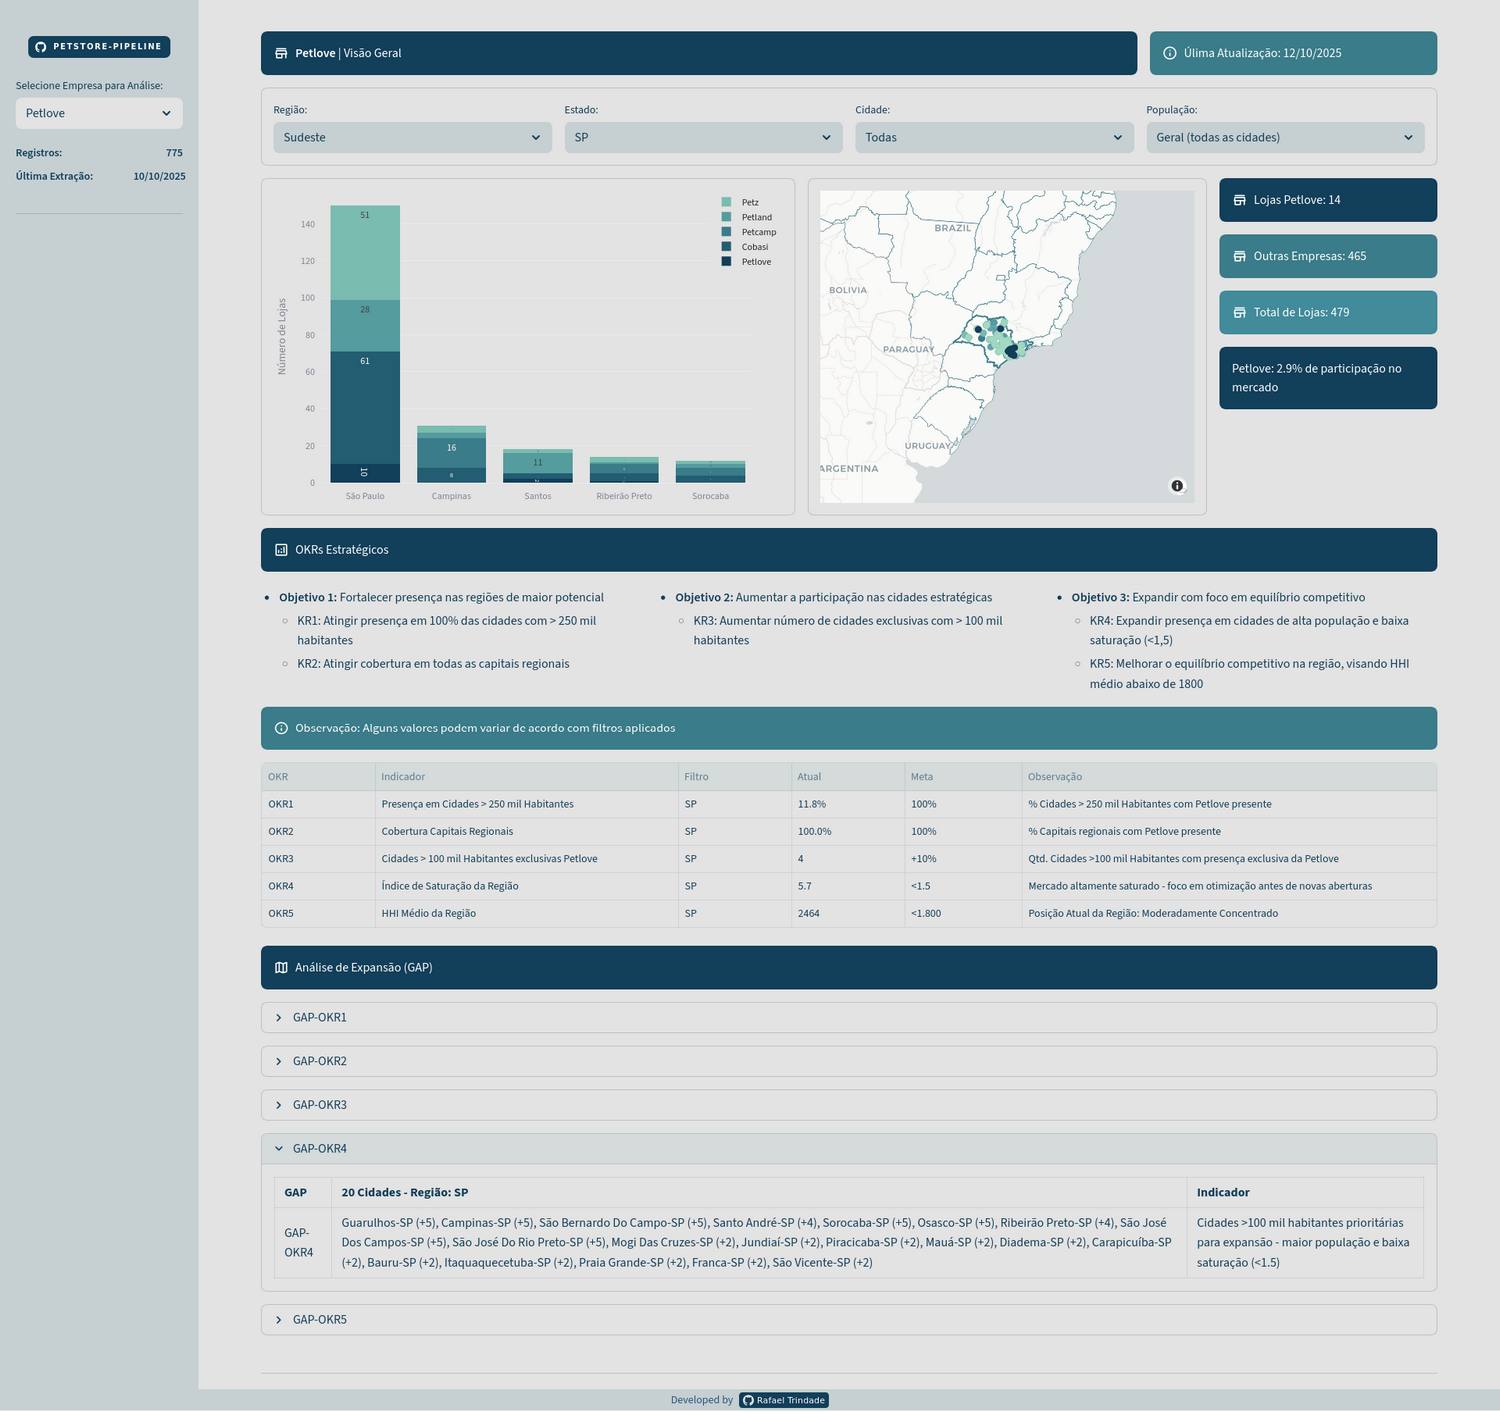 PETSTORE-PIPELINE
Selecione Empresa para Análise:
Petlove
Registros: 775
Última Extração: 10/10/2025
Petlove | Visão Geral
Úlima Atualização: 12/10/2025
Região:
Sudeste
Estado:
SP
Cidade:
Todas
População:
Geral (todas as cidades)
Número de Lojas
140
120
100
80
60
40
20
0
51
28
61
10
16
8
11
2
São Paulo
Campinas
Santos
Ribeirão Preto
Sorocaba
Petz
Petland
Petcamp
Cobasi
Petlove
BRAZIL
BOLIVIA
PARAGUAY
URUGUAY
ARGENTINA
Lojas Petlove: 14
Outras Empresas: 465
Total de Lojas: 479
Petlove: 2.9% de participação no
mercado
OKRs Estratégicos
Objetivo 1: Fortalecer presença nas regiões de maior potencial
KR1: Atingir presença em 100% das cidades com > 250 mil
habitantes
KR2: Atingir cobertura em todas as capitais regionais
Objetivo 2: Aumentar a participação nas cidades estratégicas
KR3: Aumentar número de cidades exclusivas com > 100 mil
habitantes
Objetivo 3: Expandir com foco em equilíbrio competitivo
KR4: Expandir presença em cidades de alta população e baixa
saturação (<1,5)
KR5: Melhorar o equilíbrio competitivo na região, visando HHI
médio abaixo de 1800
Observação: Alguns valores podem variar de acordo com filtros aplicados
OKR Indicador Filtro Atual Meta Observação
OKR1 Presença em Cidades > 250 mil Habitantes SP 11.8% 100% % Cidades > 250 mil Habitantes com Petlove presente
OKR2 Cobertura Capitais Regionais SP 100.0% 100% % Capitais regionais com Petlove presente
OKR3 Cidades > 100 mil Habitantes exclusivas Petlove SP 4 +10% Qtd. Cidades >100 mil Habitantes com presença exclusiva da Petlove
OKR4 Índice de Saturação da Região SP 5.7 <1.5 Mercado altamente saturado - foco em otimização antes de novas aberturas
OKR5 HHI Médio da Região SP 2464 <1.800 Posição Atual da Região: Moderadamente Concentrado
Análise de Expansão (GAP)
GAP-OKR1
GAP-OKR2
GAP-OKR3
GAP-OKR4
GAP 20 Cidades - Região: SP Indicador
GAP-
OKR4
Guarulhos-SP (+5), Campinas-SP (+5), São Bernardo Do Campo-SP (+5), Santo André-SP (+4), Sorocaba-SP (+5), Osasco-SP (+5), Ribeirão Preto-SP (+4), São José
Dos Campos-SP (+5), São José Do Rio Preto-SP (+5), Mogi Das Cruzes-SP (+2), Jundiaí-SP (+2), Piracicaba-SP (+2), Mauá-SP (+2), Diadema-SP (+2), Carapicuíba-SP
(+2), Bauru-SP (+2), Itaquaquecetuba-SP (+2), Praia Grande-SP (+2), Franca-SP (+2), São Vicente-SP (+2)
Cidades >100 mil habitantes prioritárias
para expansão - maior população e baixa
saturação (<1.5)
GAP-OKR5
Developed by Rafael Trindade